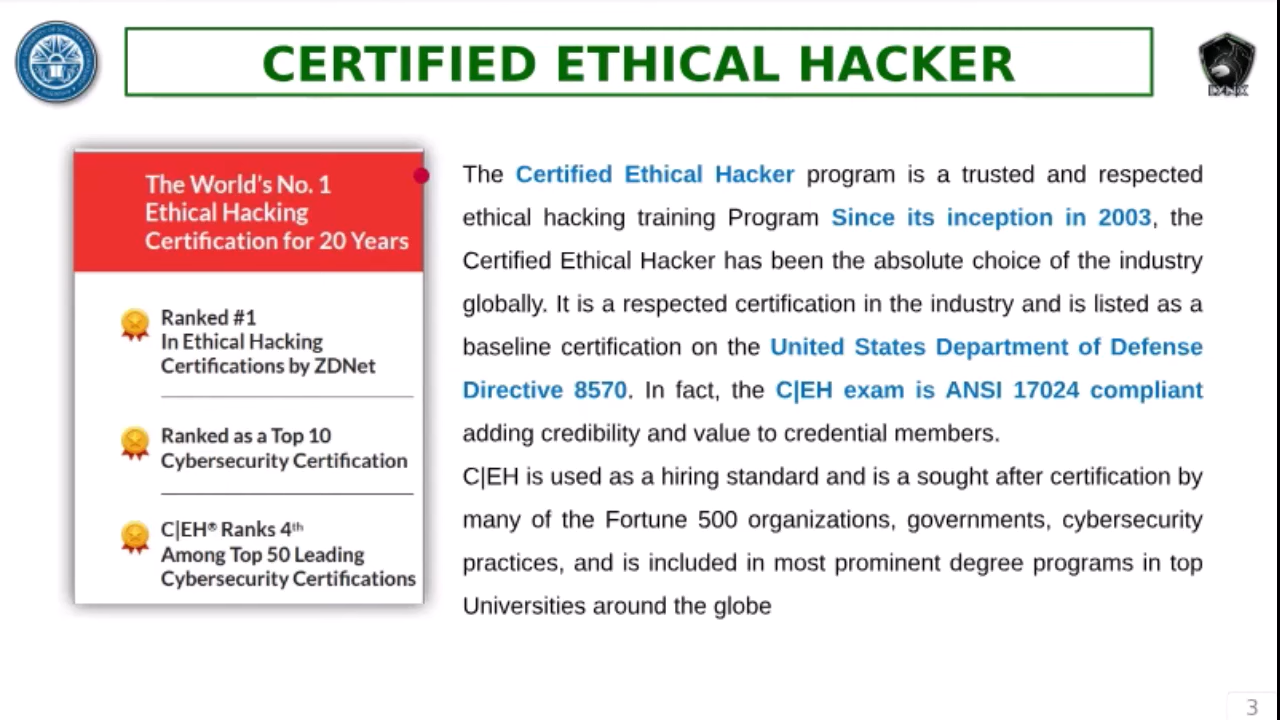 CERTIFIED ETHICAL HACKER
LYNX
The World's No. 1
Ethical Hacking
Certification for 20 Years
Ranked #1
In Ethical Hacking
Certifications by ZDNet
Ranked as a Top 10
Cybersecurity Certification
C|EH® Ranks 4th
Among Top 50 Leading
Cybersecurity Certifications
The Certified Ethical Hacker program is a trusted and respected
ethical hacking training Program Since its inception in 2003, the
Certified Ethical Hacker has been the absolute choice of the industry
globally. It is a respected certification in the industry and is listed as a
baseline certification on the United States Department of Defense
Directive 8570. In fact, the C|EH exam is ANSI 17024 compliant
adding credibility and value to credential members.
C|EH is used as a hiring standard and is a sought after certification by
many of the Fortune 500 organizations, governments, cybersecurity
practices, and is included in most prominent degree programs in top
Universities around the globe
3